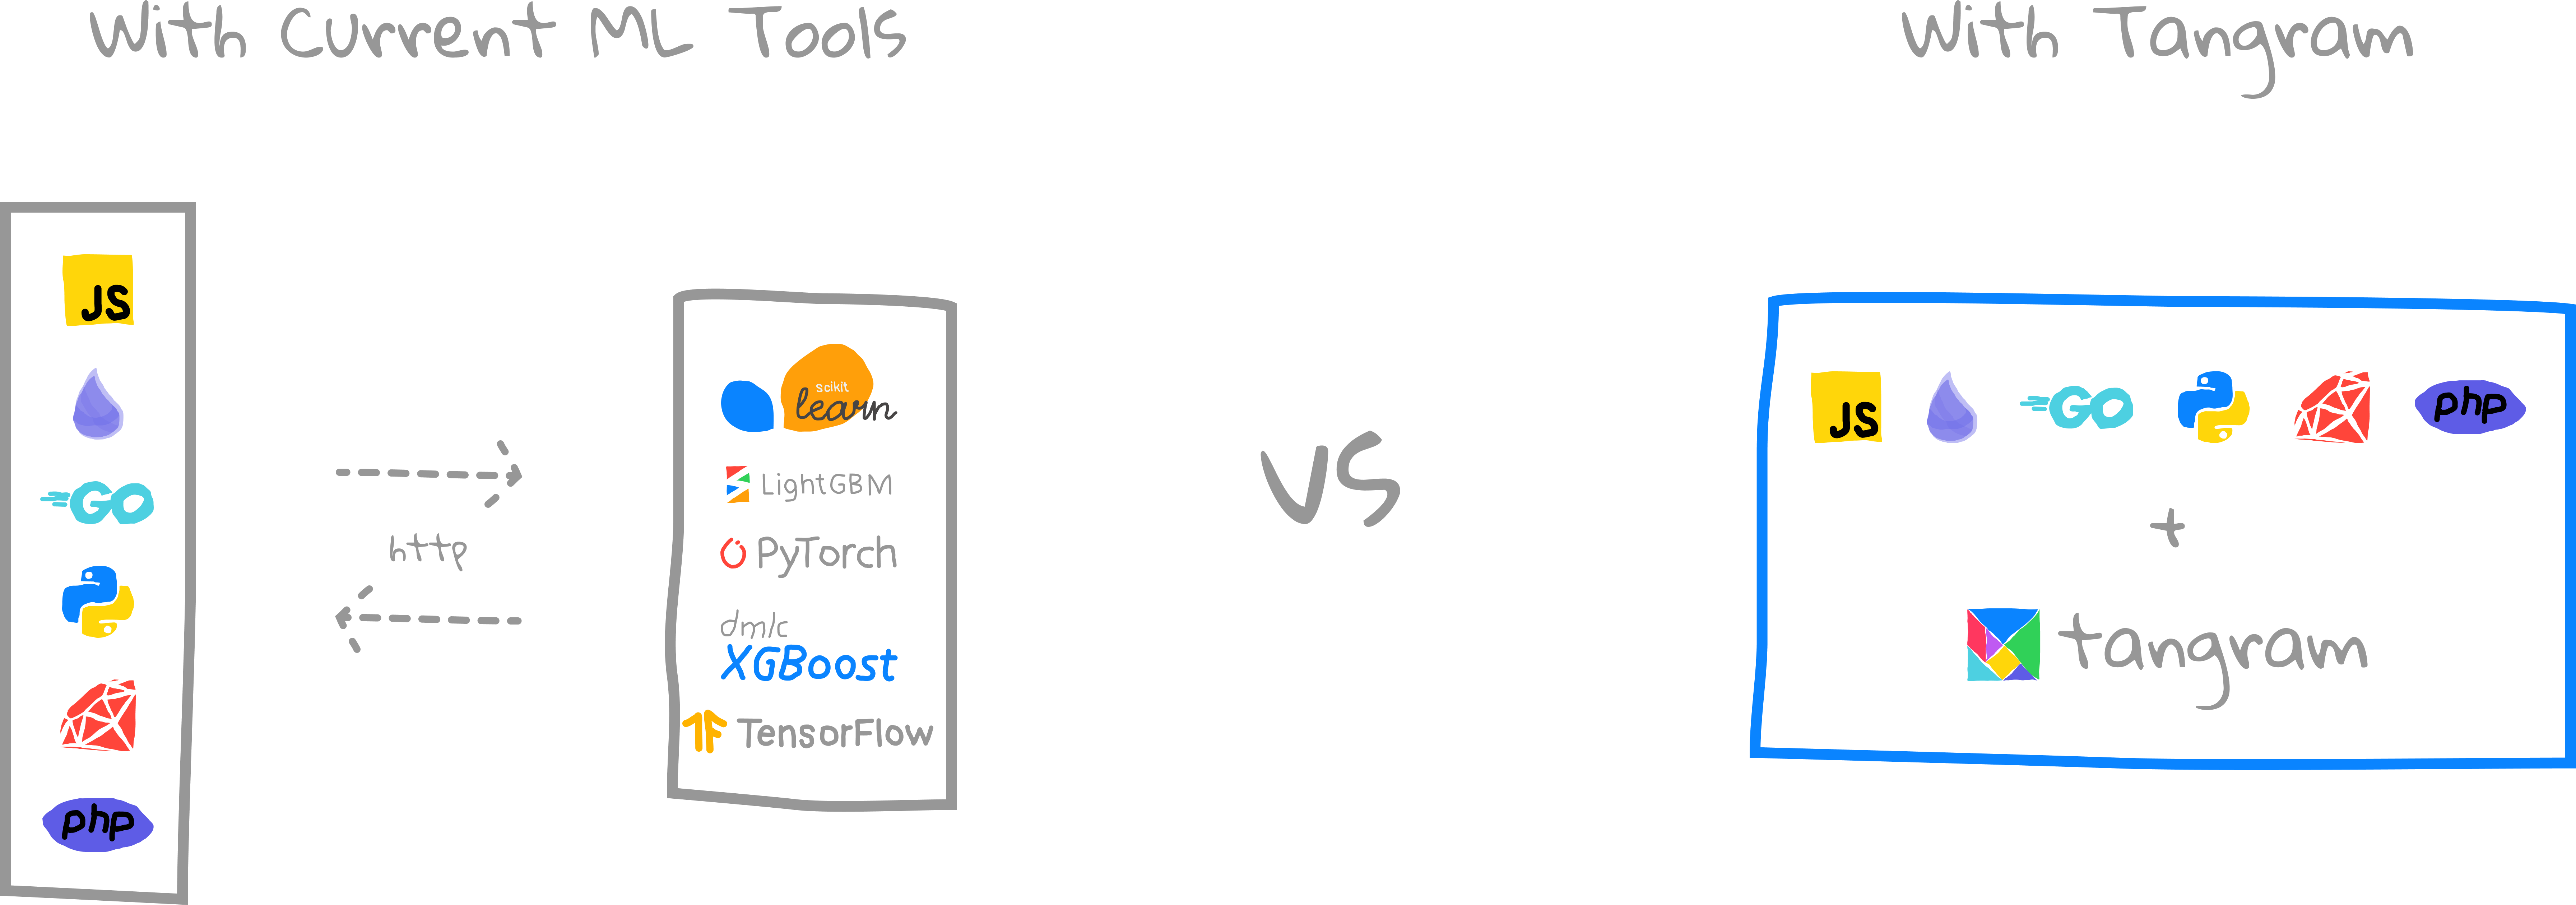 With Current ML Tools
With Tangram
JS
GO
php
http
scikit
learn
LightGBM
PyTorch
dmlc
XGBoost
TensorFlow
VS
JS
GO
php
+
tangram